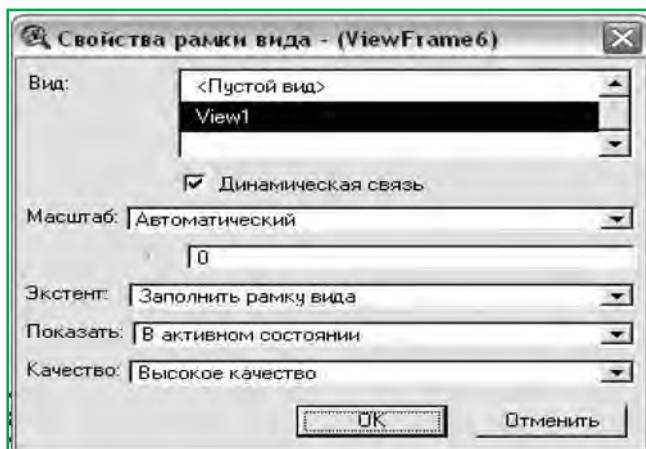 Свойства рамки вида - (ViewFrame6)
Вид:
<Пустой вид>
View1
Динамическая связь
Масштаб: Автоматический
0
Экстент: Заполнить рамку вида
Показать: В активном состоянии
Качество: Высокое качество
OK Отменить